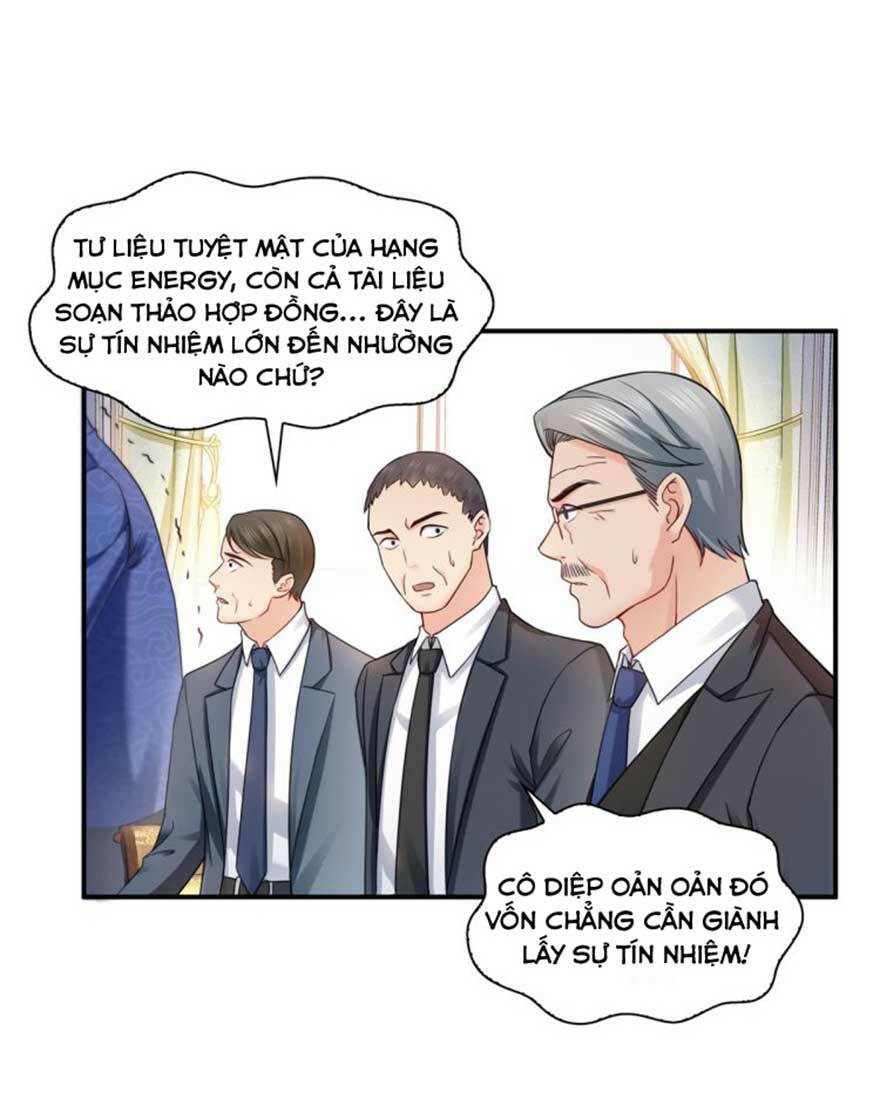 TƯ LIỆU TUYỆT MẬT CỦA HẠNG
MỤC ENERGY, CÒN CẢ TÀI LIỆU
SOẠN THẢO HỢP ĐỒNG... ĐÂY LÀ
SỰ TÍN NHIỆM LỚN ĐẾN NHƯỜNG
NÀO CHỨ?
CÔ DIỆP OẢN OẢN ĐÓ
VỐN CHẲNG CẦN GIÀNH
LẤY SỰ TÍN NHIỆM!